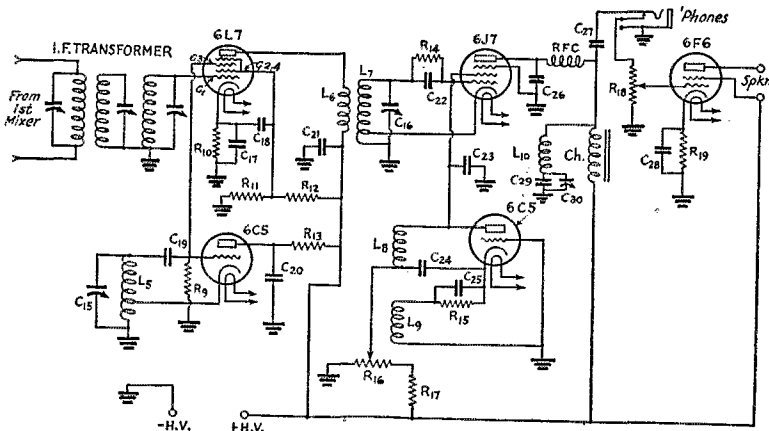 I.F. TRANSFORMER
From
1st
Mixer
6L7
G3
G2,4
G1
R10
C17
C18
R11
R12
C21
L6
L7
R14
C22
C16
6J7
RFC
C26
C27
'Phones
6F6
Spkr
R18
C28
R19
C23
L10
C29
C30
Ch.
6C5
C19
L5
C15
R9
R13
C20
L8
C24
6C5
C25
R15
L9
R16
R17
-H.V.
+H.V.